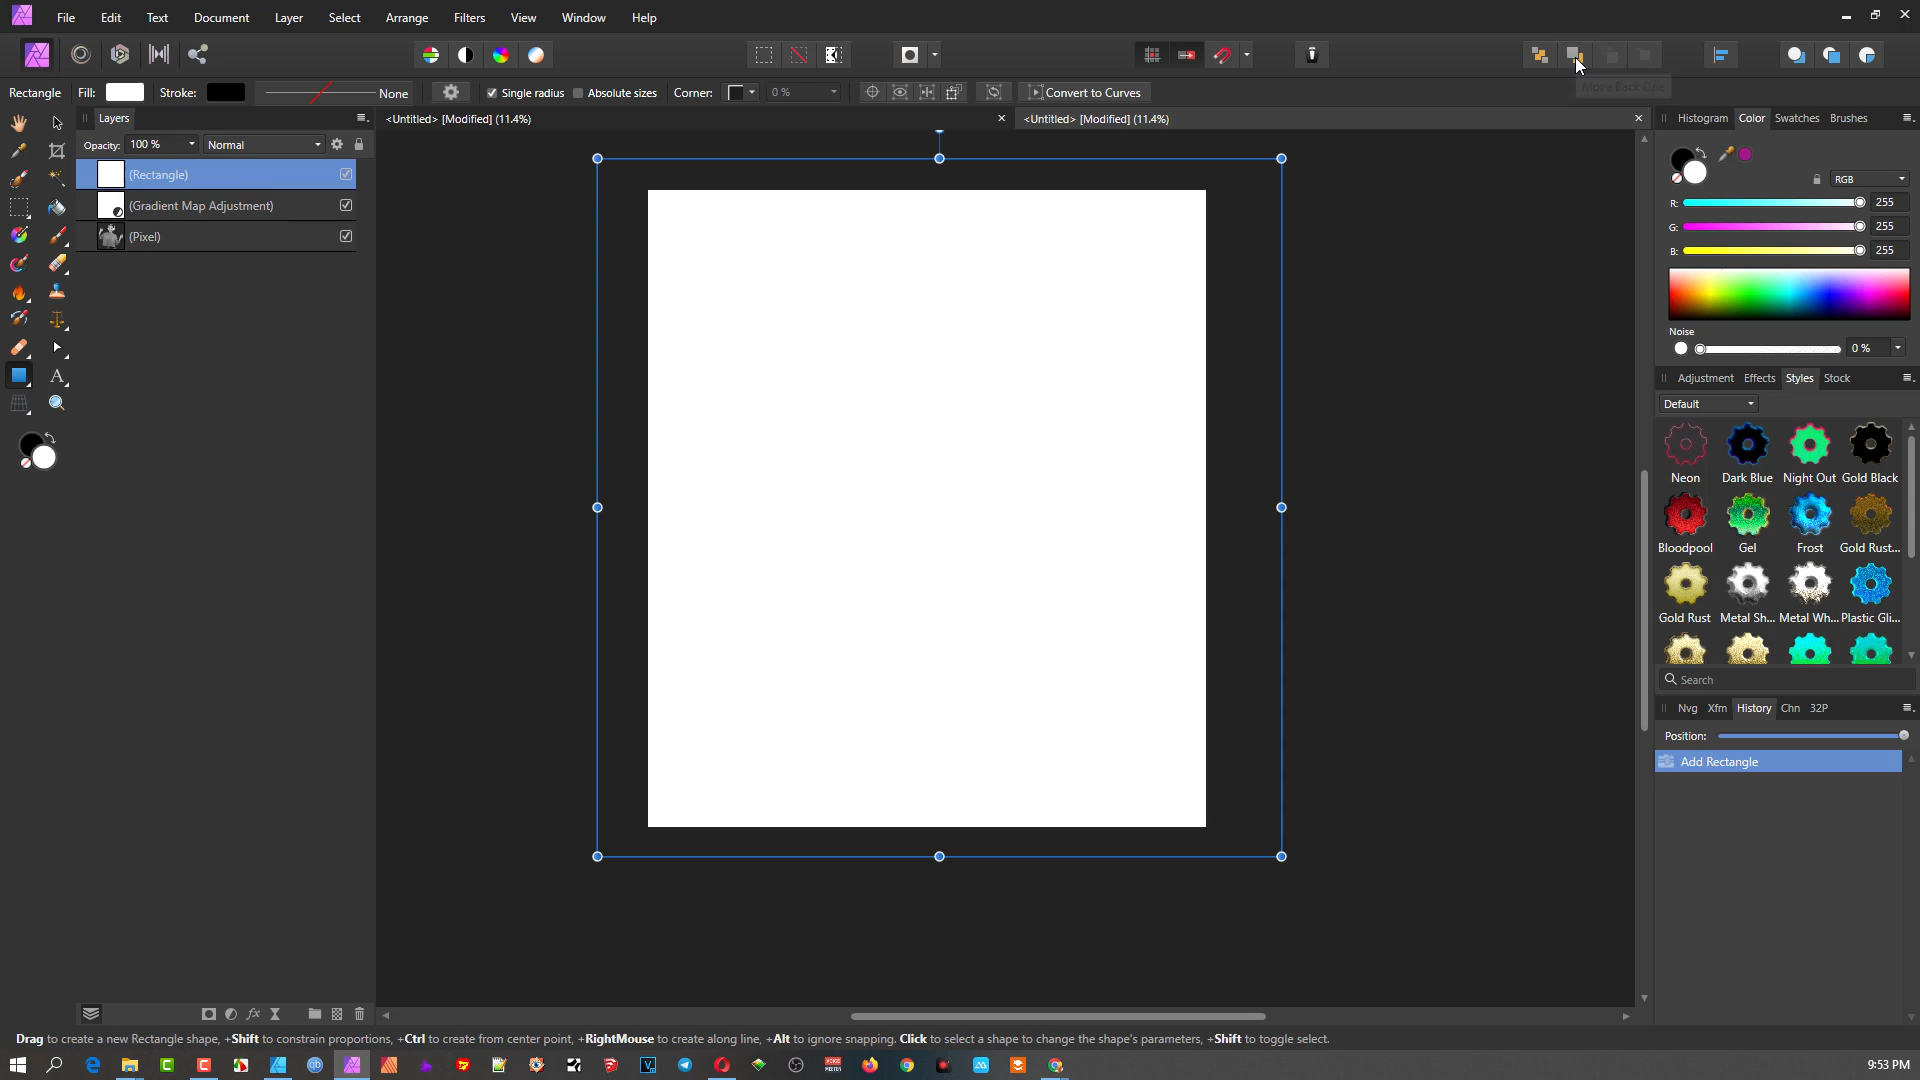 File Edit Text Document Layer Select Arrange Filters View Window Help
Rectangle Fill: Stroke: None Single radius Absolute sizes Corner: 0 % Convert to Curves
Move Back One
Layers
<Untitled> [Modified] (11.4%)
<Untitled> [Modified] (11.4%)
Opacity: 100 % Normal
(Rectangle)
(Gradient Map Adjustment)
(Pixel)
Histogram Color Swatches Brushes
RGB
R: 255
G: 255
B: 255
Noise
0 %
Adjustment Effects Styles Stock
Default
Neon Dark Blue Night Out Gold Black
Bloodpool Gel Frost Gold Rust...
Gold Rust Metal Sh... Metal Wh... Plastic Gli...
Search
Nvg Xfm History Chn 32P
Position:
Add Rectangle
Drag to create a new Rectangle shape, +Shift to constrain proportions, +Ctrl to create from center point, +RightMouse to create along line, +Alt to ignore snapping. Click to select a shape to change the shape's parameters, +Shift to toggle select.
9:53 PM